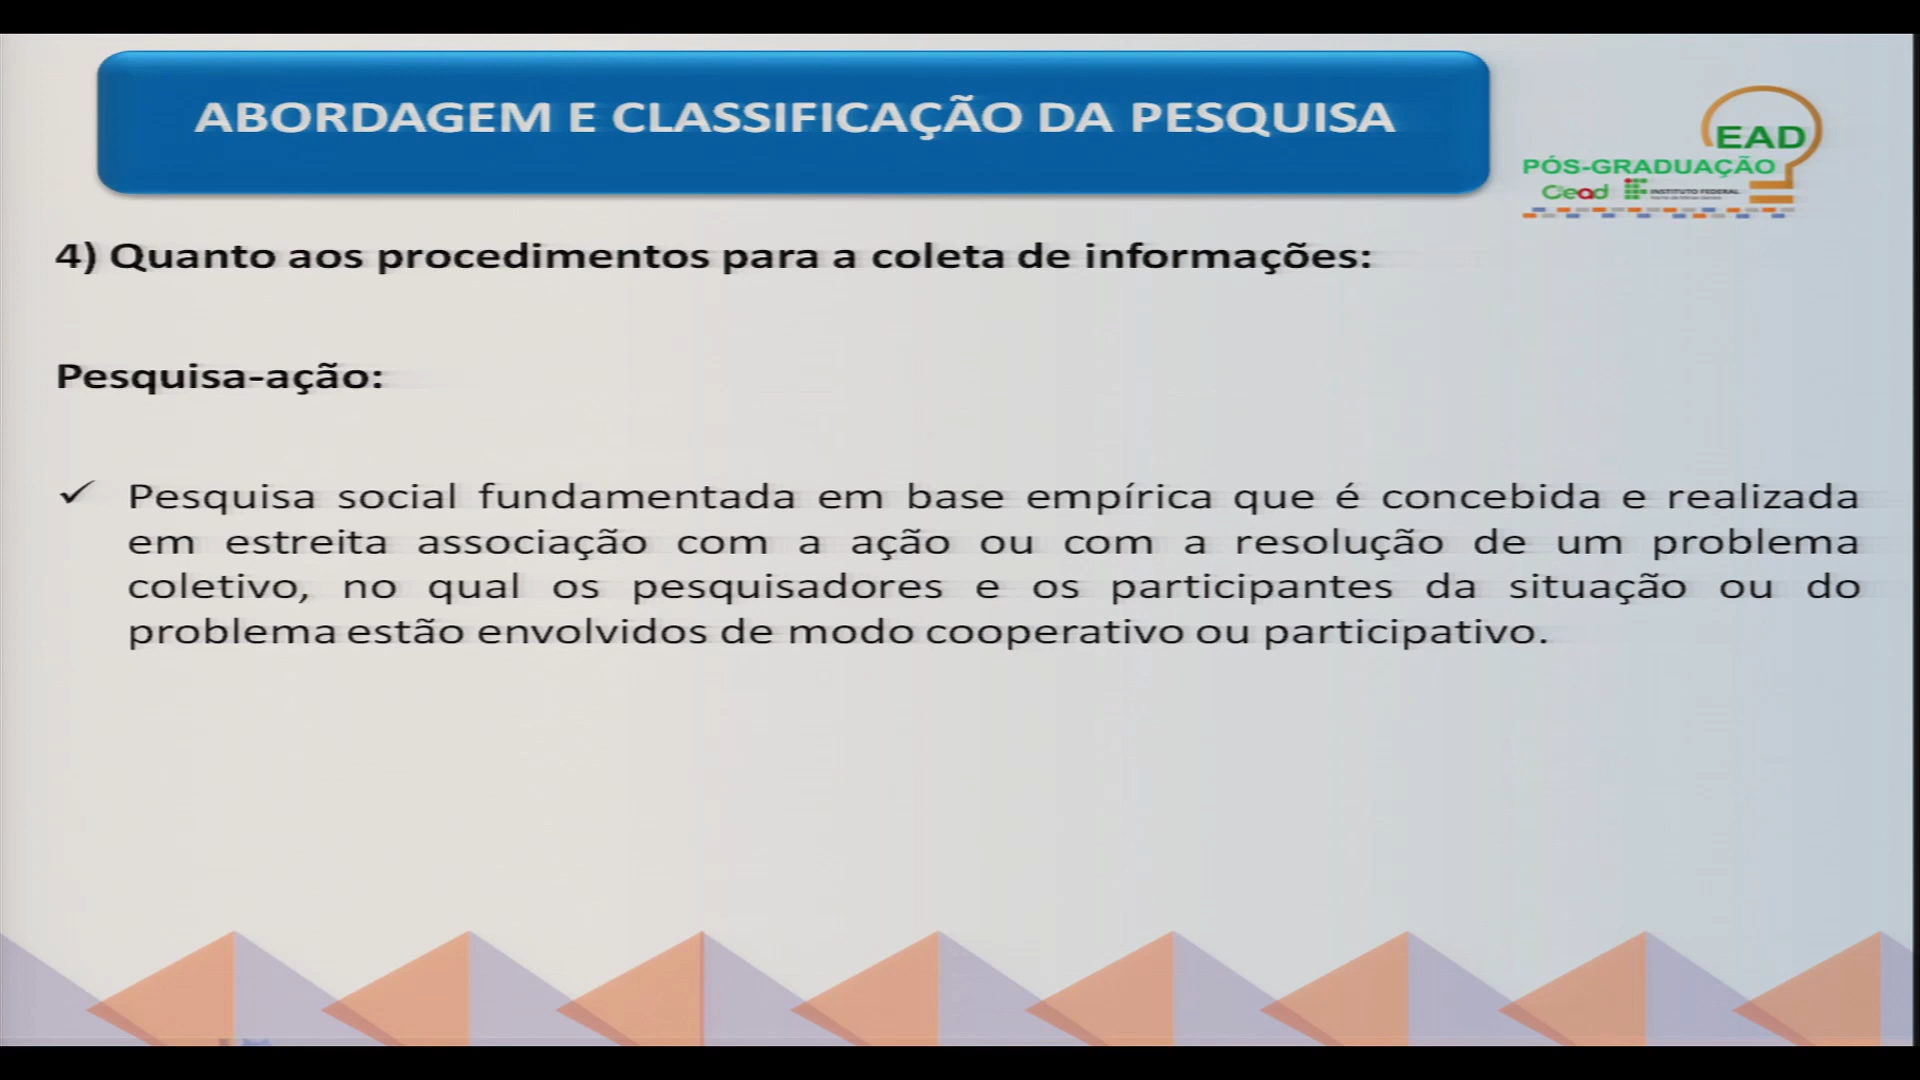 ABORDAGEM E CLASSIFICAÇÃO DA PESQUISA
EAD
PÓS-GRADUAÇÃO
Cead
INSTITUTO FEDERAL
4) Quanto aos procedimentos para a coleta de informações:
Pesquisa-ação:
✓ Pesquisa social fundamentada em base empírica que é concebida e realizada
em estreita associação com a ação ou com a resolução de um problema
coletivo, no qual os pesquisadores e os participantes da situação ou do
problema estão envolvidos de modo cooperativo ou participativo.